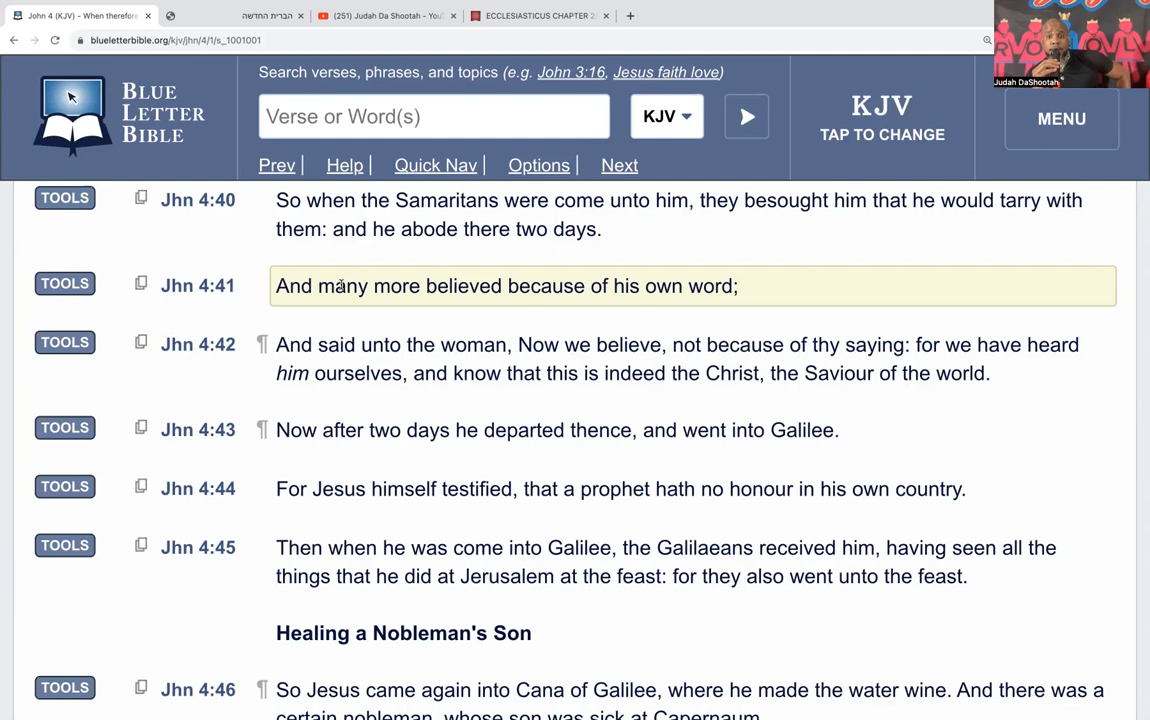 John 4 (KJV) - When therefore
הברית החדשה
(251) Judah Da Shootah - You
ECCLESIASTICUS CHAPTER 2
blueletterbible.org/kjv/jhn/4/1/s_1001001
Judah DaShootah
BLUE
LETTER
BIBLE
Search verses, phrases, and topics (e.g. John 3:16, Jesus faith love)
Verse or Word(s)
KJV
Prev | Help | Quick Nav | Options | Next
KJV
TAP TO CHANGE
MENU
TOOLS Jhn 4:40 So when the Samaritans were come unto him, they besought him that he would tarry with
them: and he abode there two days.
TOOLS Jhn 4:41 And many more believed because of his own word;
TOOLS Jhn 4:42 ¶ And said unto the woman, Now we believe, not because of thy saying: for we have heard
him ourselves, and know that this is indeed the Christ, the Saviour of the world.
TOOLS Jhn 4:43 ¶ Now after two days he departed thence, and went into Galilee.
TOOLS Jhn 4:44 For Jesus himself testified, that a prophet hath no honour in his own country.
TOOLS Jhn 4:45 Then when he was come into Galilee, the Galilaeans received him, having seen all the
things that he did at Jerusalem at the feast: for they also went unto the feast.
Healing a Nobleman's Son
TOOLS Jhn 4:46 ¶ So Jesus came again into Cana of Galilee, where he made the water wine. And there was a
certain nobleman, whose son was sick at Capernaum.